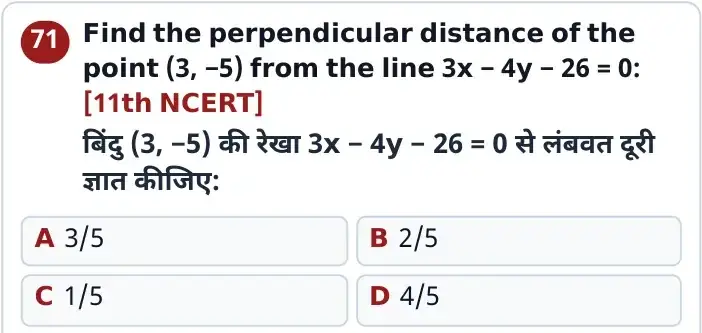 71 Find the perpendicular distance of the
point (3, −5) from the line 3x − 4y − 26 = 0:
[11th NCERT]
बिंदु (3, −5) की रेखा 3x − 4y − 26 = 0 से लंबवत दूरी
ज्ञात कीजिए:
A 3/5 B 2/5
C 1/5 D 4/5